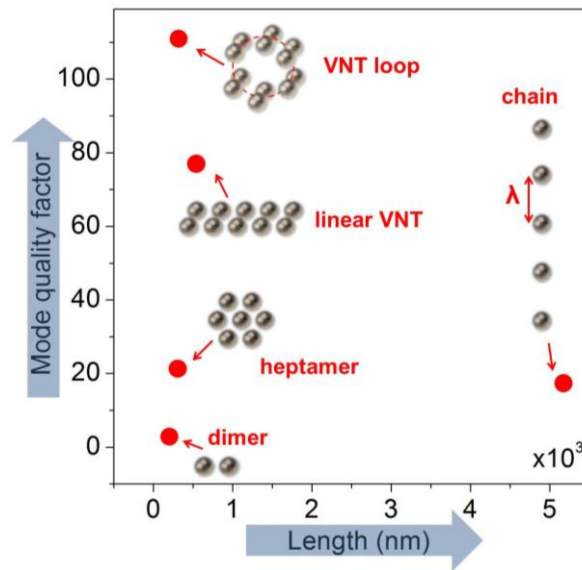 VNT loop
chain
100
80
linear VNT
λ
60
40
heptamer
20
dimer
0
x10³
0 1 2 3 4 5
Length (nm)
Mode quality factor